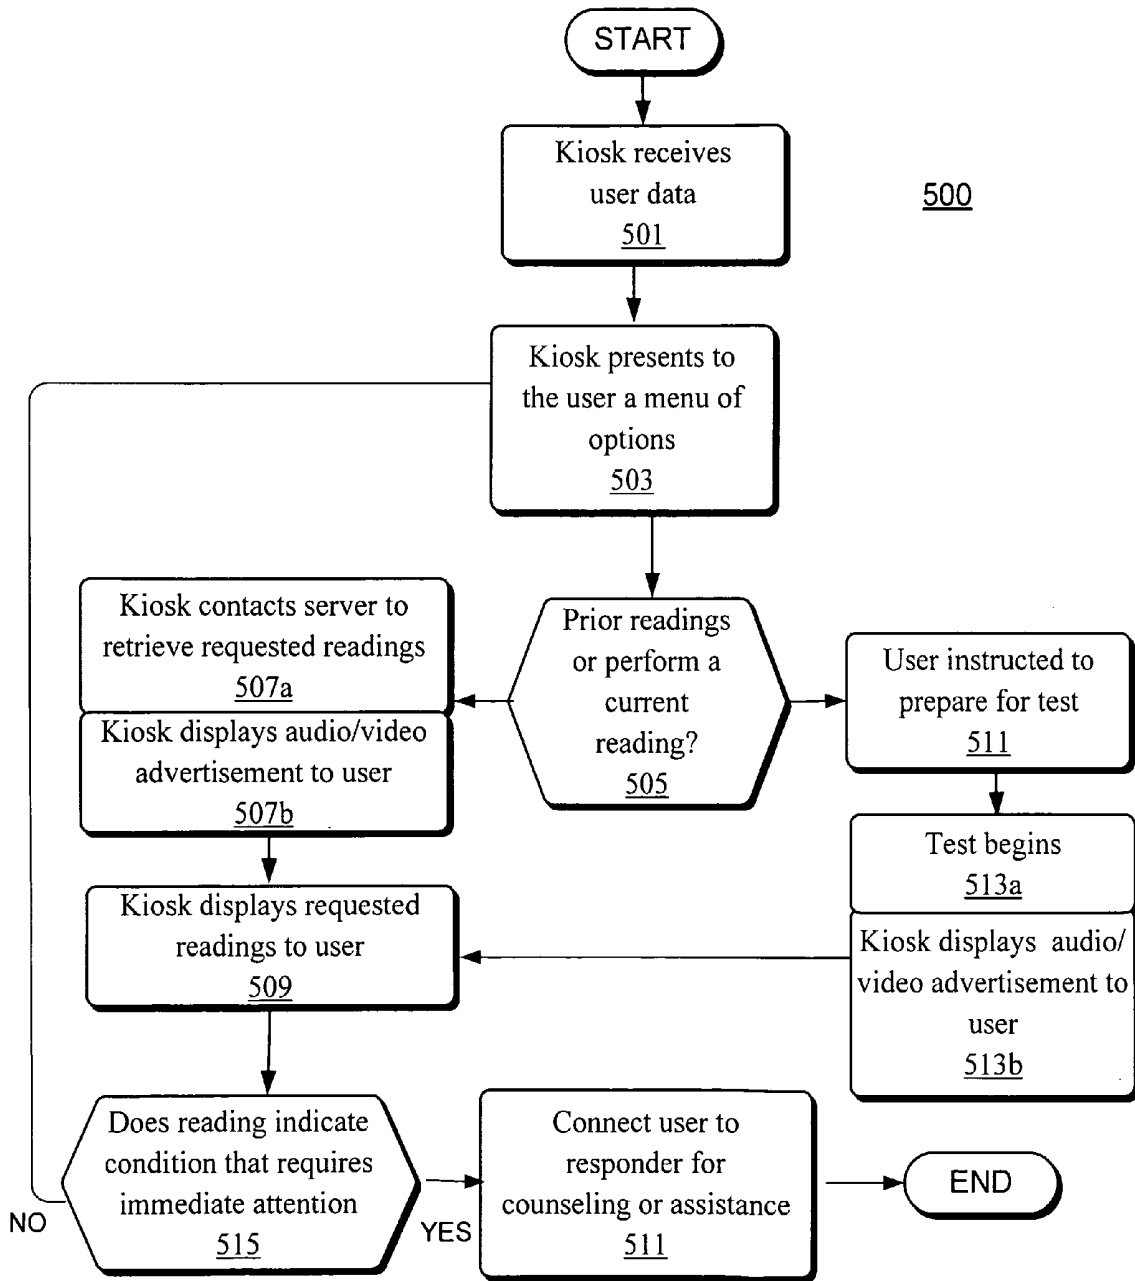 START
Kiosk receives
user data
501
500
Kiosk presents to
the user a menu of
options
503
Kiosk contacts server to
retrieve requested readings
507a
Kiosk displays audio/video
advertisement to user
507b
Prior readings
or perform a
current
reading?
505
User instructed to
prepare for test
511
Test begins
513a
Kiosk displays audio/
video advertisement to
user
513b
Kiosk displays requested
readings to user
509
Does reading indicate
condition that requires
immediate attention
515
NO
YES
Connect user to
responder for
counseling or assistance
511
END